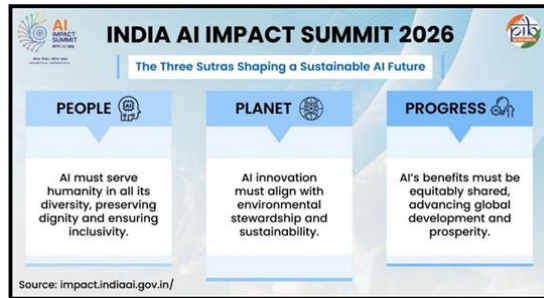 AI
IMPACT
SUMMIT
INDIA AI IMPACT SUMMIT 2026
The Three Sutras Shaping a Sustainable AI Future
PEOPLE
AI
AI must serve
humanity in all its
diversity, preserving
dignity and ensuring
inclusivity.
PLANET
AI innovation
must align with
environmental
stewardship and
sustainability.
PROGRESS
AI's benefits must be
equitably shared,
advancing global
development and
prosperity.
Source: impact.indiaai.gov.in/